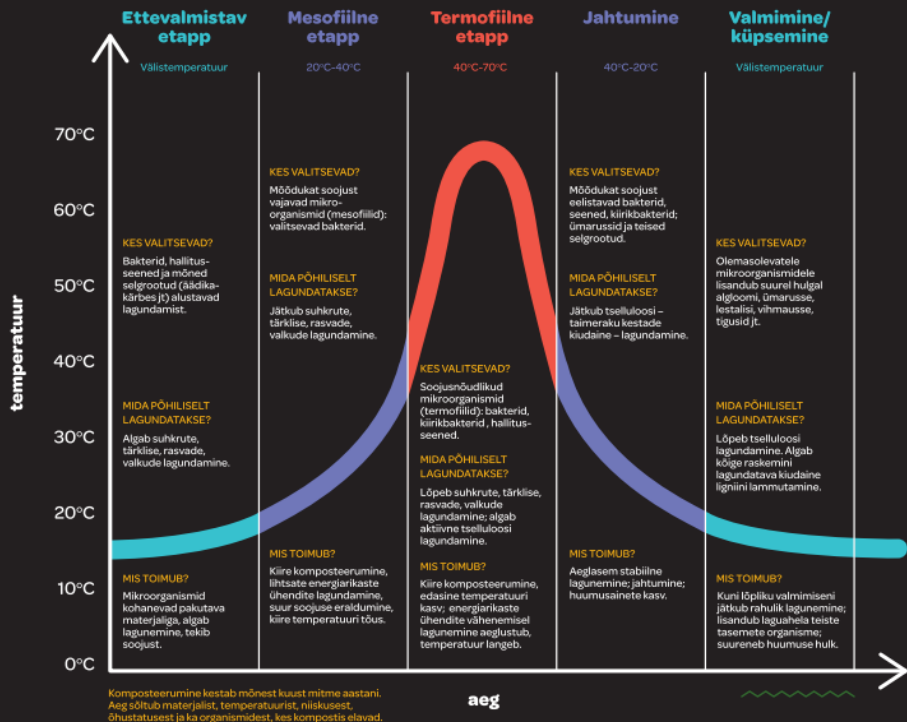 Ettevalmistav
etapp
Välistemperatuur
Mesofiilne
etapp
20°C-40°C
Termofiilne
etapp
40°C-70°C
Jahtumine
40°C-20°C
Valmimine/
küpsemine
Välistemperatuur
temperatuur
70°C
60°C
50°C
40°C
30°C
20°C
10°C
0°C
KES VALITSEVAD?
Bakterid, hallitus-
seened ja mõned
selgrootud (äädika-
kärbes jt) alustavad
lagundamist.
MIDA PÕHILISELT
LAGUNDATAKSE?
Algab suhkrute,
tärklise, rasvade,
valkude lagundamine.
MIS TOIMUB?
Mikroorganismid
kohanevad pakutava
materjaliga, algab
lagunemine, tekib
soojust.
KES VALITSEVAD?
Mõõdukat soojust
vajavad mikro-
organismid (mesofiilid):
valitsevad bakterid.
MIDA PÕHILISELT
LAGUNDATAKSE?
Jätkub suhkrute,
tärklise, rasvade,
valkude lagundamine.
MIS TOIMUB?
Kiire komposteerumine,
lihtsate energiarikaste
ühendite lagundamine,
suur soojuse eraldumine,
kiire temperatuuri tõus.
KES VALITSEVAD?
Soojusnõudlikud
mikroorganismid
(termofiilid): bakterid,
kiirikbakterid , hallitus-
seened.
MIDA PÕHILISELT
LAGUNDATAKSE?
Lõpeb suhkrute, tärklise,
rasvade, valkude
lagundamine; algab
aktiivne tselluloosi
lagundamine.
MIS TOIMUB?
Kiire komposteerumine,
edasine temperatuuri
kasv; energiarikaste
ühendite vähenemisel
lagunemine aeglustub,
temperatuur langeb.
KES VALITSEVAD?
Mõõdukat soojust
eelistavad bakterid,
seened, kiirikbakterid;
ümarussid ja teised
selgrootud.
MIDA PÕHILISELT
LAGUNDATAKSE?
Jätkub tselluloosi –
taimeraku kestade
kiudaine – lagundamine.
MIS TOIMUB?
Aeglasem stabiilne
lagunemine; jahtumine;
huumusainete kasv.
KES VALITSEVAD?
Olemasolevatele
mikroorganismidele
lisandub suurel hulgal
algloomi, ümarusse,
lestalisi, vihmausse,
tigusid jt.
MIDA PÕHILISELT
LAGUNDATAKSE?
Lõpeb tselluloosi
lagundamine. Algab
kõige raskemini
lagundatava kiudaine
ligniini lammutamine.
MIS TOIMUB?
Kuni lõpliku valmimiseni
jätkub rahulik lagunemine;
lisandub laguahela teiste
tasemete organisme;
suureneb huumuse hulk.
Komposteerumine kestab mõnest kuust mitme aastani.
Aeg sõltub materjalist, temperatuurist, niiskusest,
õhustatusest ja ka organismidest, kes kompostis elavad.
aeg